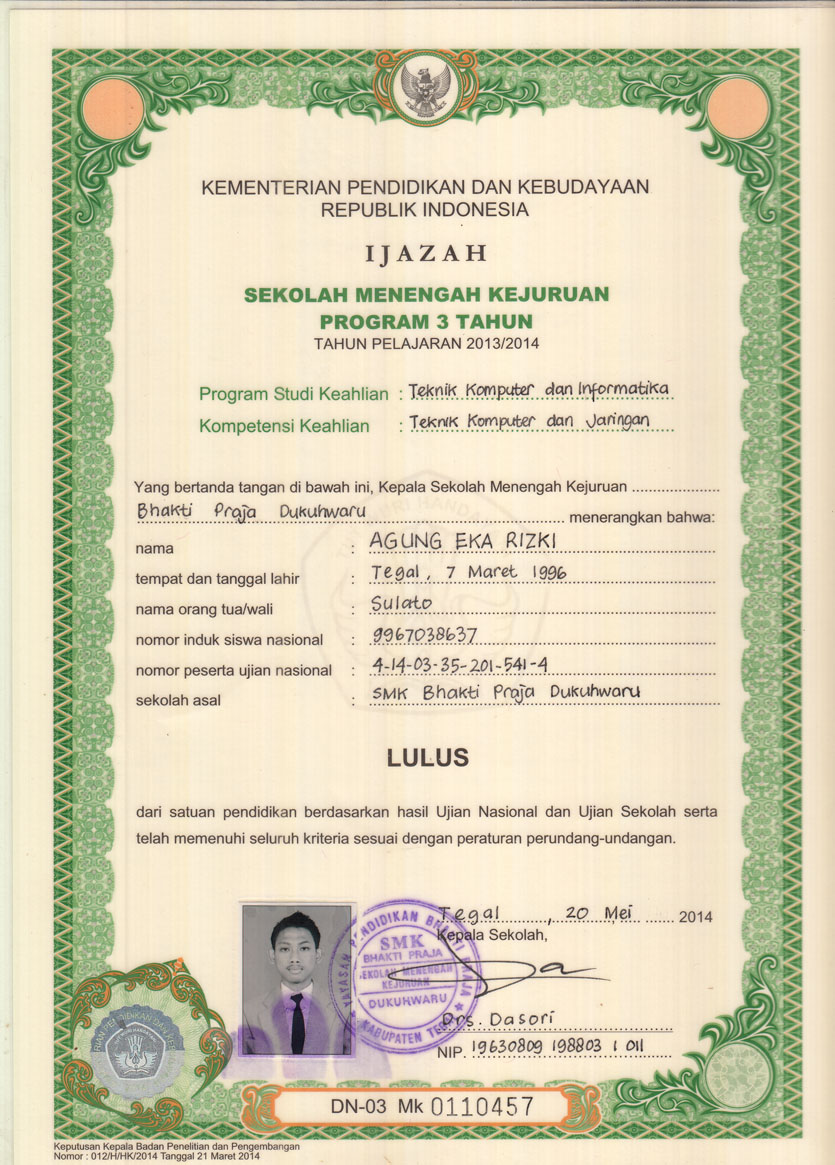 KEMENTERIAN PENDIDIKAN DAN KEBUDAYAAN
REPUBLIK INDONESIA
IJAZAH
SEKOLAH MENENGAH KEJURUAN
PROGRAM 3 TAHUN
TAHUN PELAJARAN 2013/2014
Program Studi Keahlian : Teknik Komputer dan Informatika
Kompetensi Keahlian : Teknik Komputer dan Jaringan
Yang bertanda tangan di bawah ini, Kepala Sekolah Menengah Kejuruan
Bhakti Praja Dukuhwaru menerangkan bahwa:
nama : AGUNG EKA RIZKI
tempat dan tanggal lahir : Tegal, 7 Maret 1996
nama orang tua/wali : Sulato
nomor induk siswa nasional : 9967038637
nomor peserta ujian nasional : 4-14-03-35-201-541-4
sekolah asal : SMK Bhakti Praja Dukuhwaru
LULUS
dari satuan pendidikan berdasarkan hasil Ujian Nasional dan Ujian Sekolah serta
telah memenuhi seluruh kriteria sesuai dengan peraturan perundang-undangan.
Tegal, 20 Mei 2014
Kepala Sekolah,
YAYASAN PENDIDIKAN BHAKTI PRAJA
SMK
BHAKTI PRAJA
SEKOLAH MENENGAH
KEJURUAN
DUKUHWARU
KABUPATEN TEGAL
Drs. Dasori
NIP. 19630809 198803 1 011
DN-03 Mk 0110457
Keputusan Kepala Badan Penelitian dan Pengembangan
Nomor : 012/H/HK/2014 Tanggal 21 Maret 2014